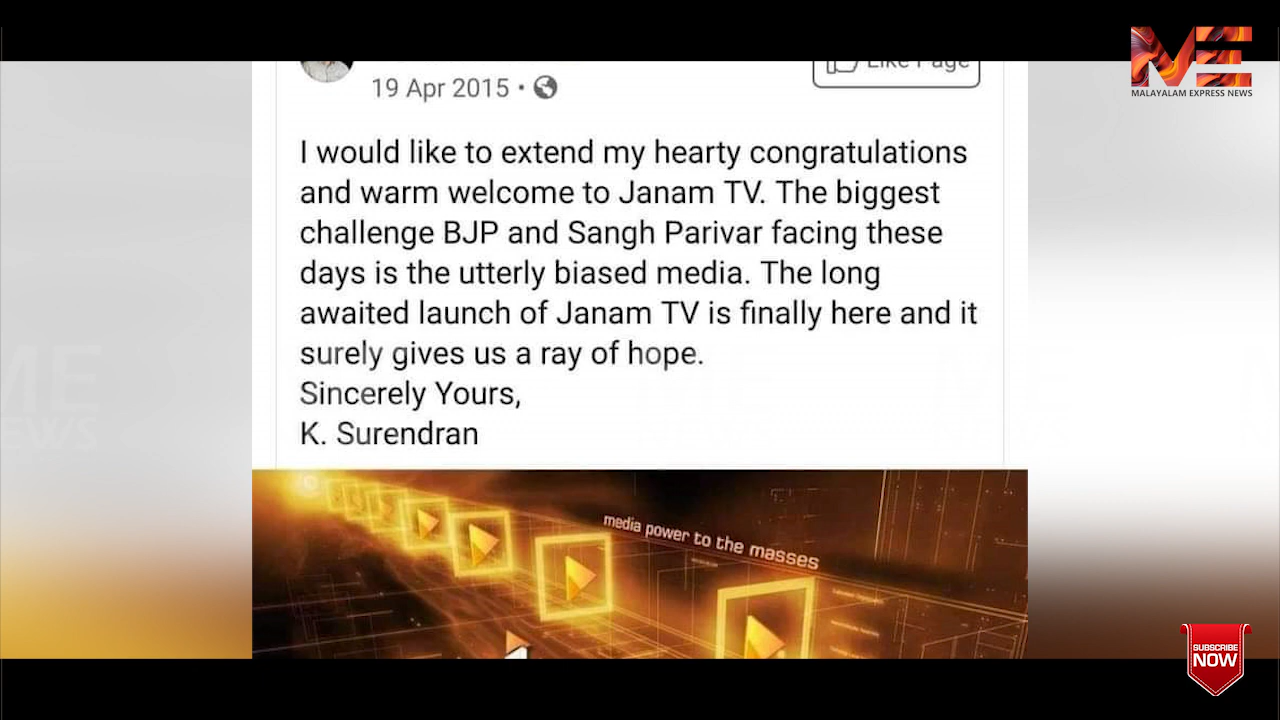 ME
MALAYALAM EXPRESS NEWS
Like Page
19 Apr 2015 •
I would like to extend my hearty congratulations
and warm welcome to Janam TV. The biggest
challenge BJP and Sangh Parivar facing these
days is the utterly biased media. The long
awaited launch of Janam TV is finally here and it
surely gives us a ray of hope.
Sincerely Yours,
K. Surendran
media power to the masses
ME
NEWS
SUBSCRIBE
NOW